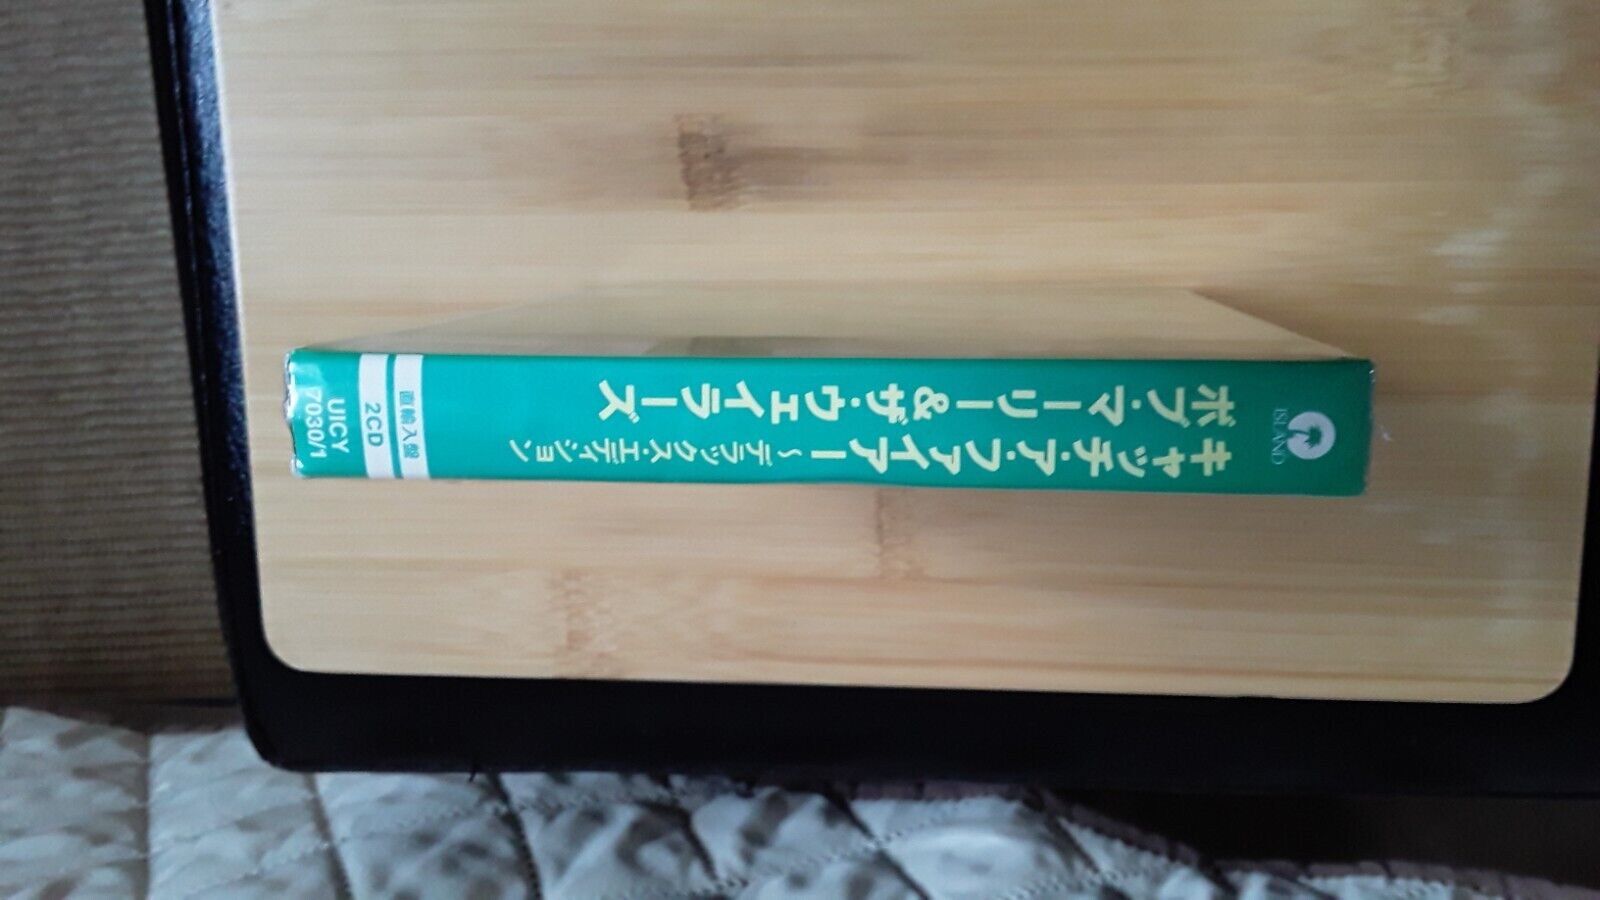 ISLAND
ボブ・マーリー&ザ・ウェイラーズ
キャッチ・ア・ファイアー~デラックス・エディション
直輸入盤
2CD
UICY
7030/1